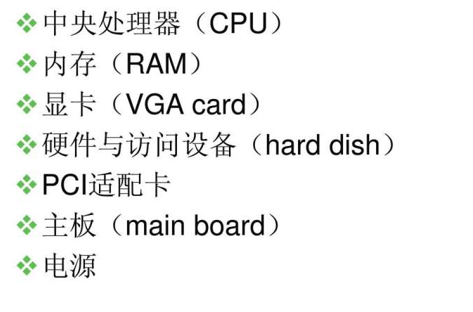 中央处理器（CPU）
内存（RAM）
显卡（VGA card）
硬件与访问设备（hard dish）
PCI适配卡
主板（main board）
电源